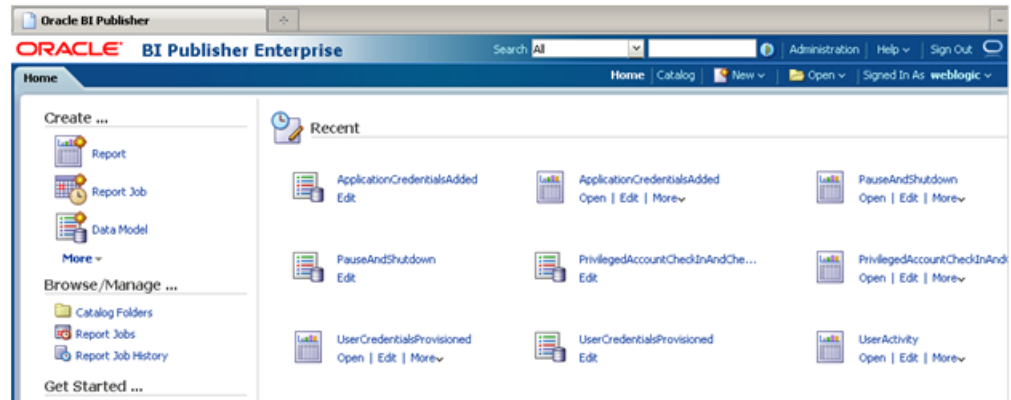 Oracle BI Publisher
ORACLE BI Publisher Enterprise Search All Administration | Help Sign Out
Home Home Catalog New Open Signed In As weblogic
Create ...
Report
Report Job
Data Model
More
Browse/Manage ...
Catalog Folders
Report Jobs
Report Job History
Get Started ...
Recent
ApplicationCredentialsAdded ApplicationCredentialsAdded PauseAndShutdown
Edit Open | Edit | More Open | Edit | More
PauseAndShutdown PrivilegedAccountCheckInAndChe... PrivilegedAccountCheckInAnd
Edit Edit Open | Edit | More
UserCredentialsProvisioned UserCredentialsProvisioned UserActivity
Open | Edit | More Edit Open | Edit | More